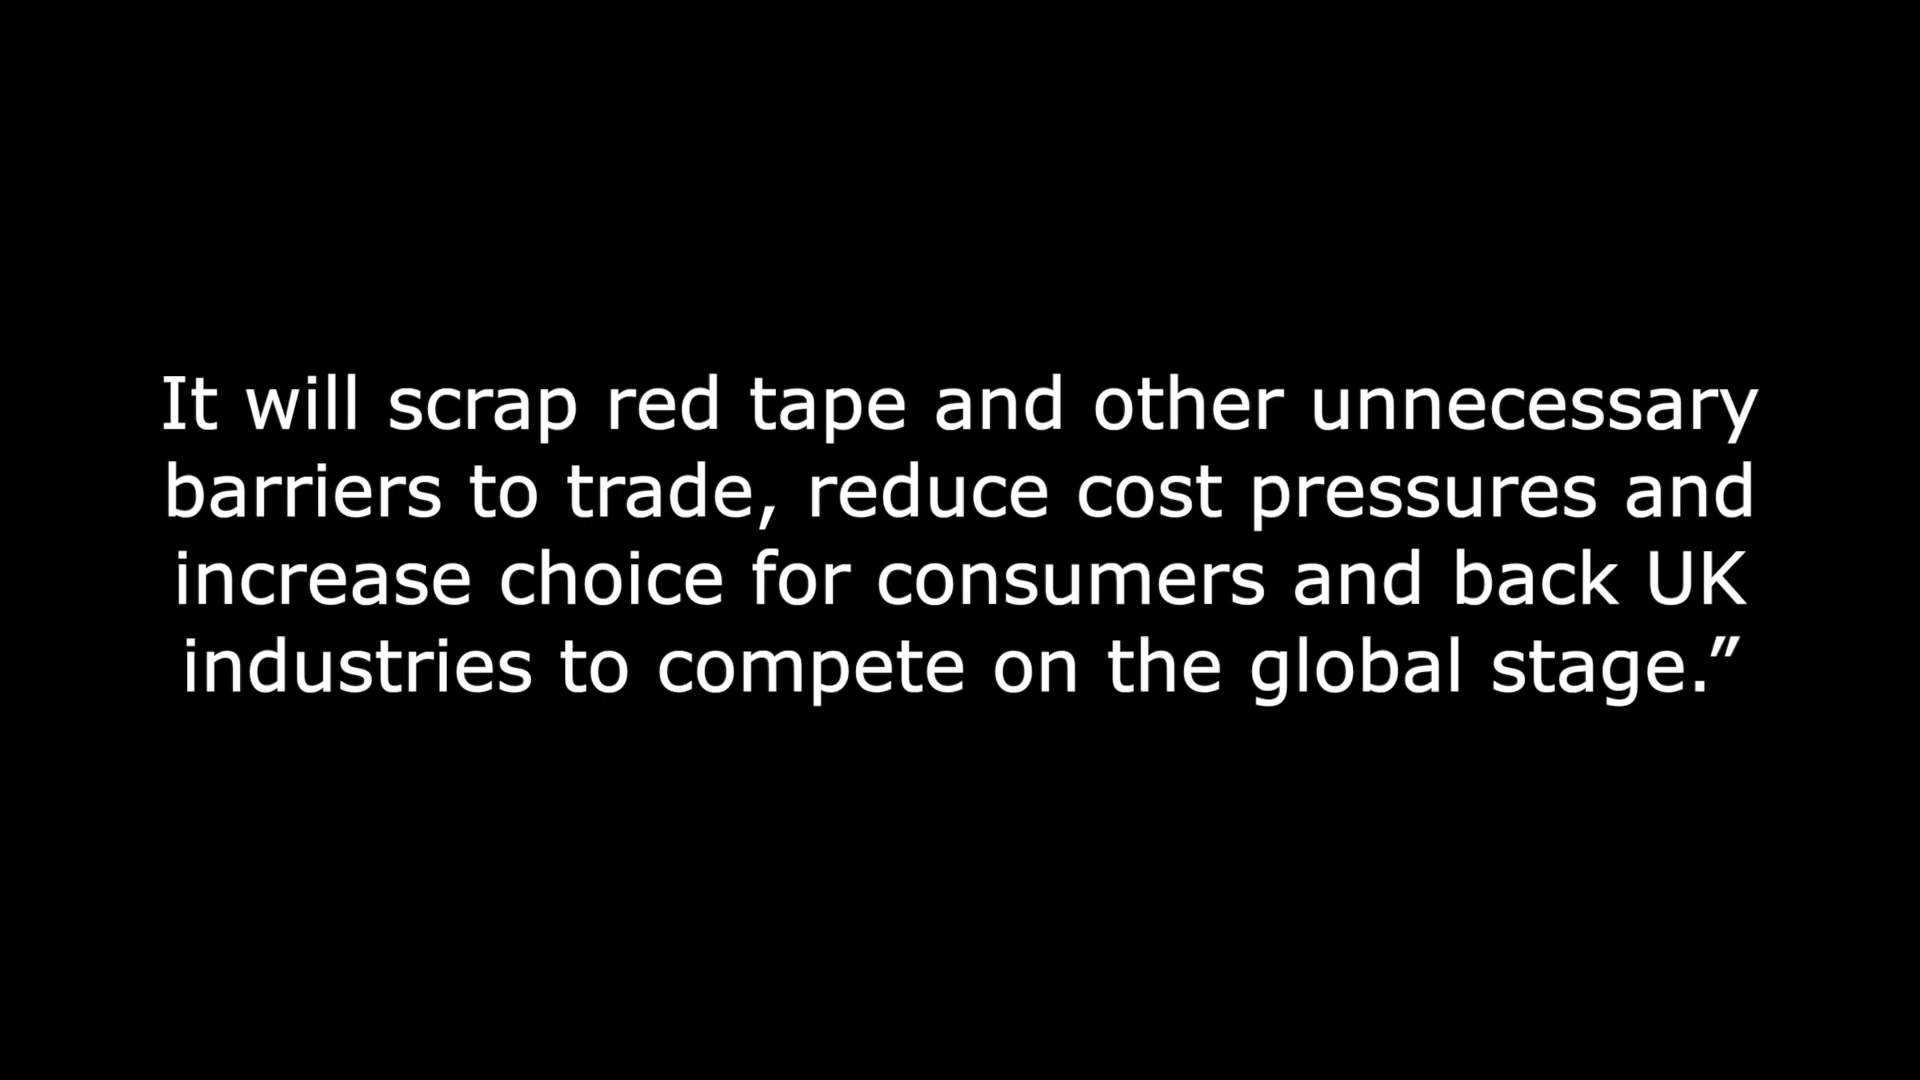 It will scrap red tape and other unnecessary
barriers to trade, reduce cost pressures and
increase choice for consumers and back UK
industries to compete on the global stage.”